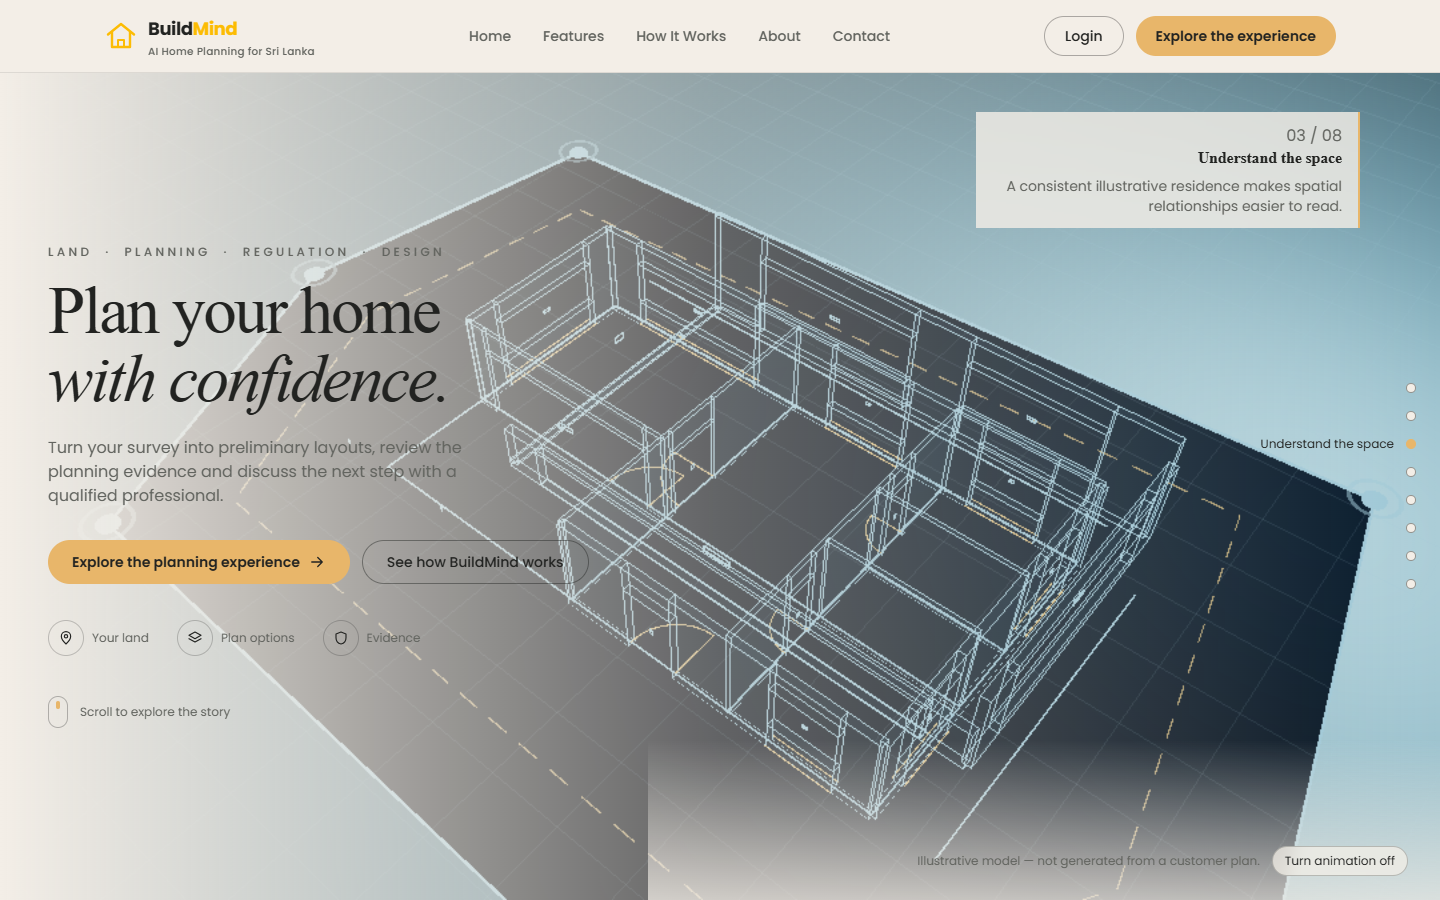 BuildMind
AI Home Planning for Sri Lanka
Home
Features
How It Works
About
Contact
Login
Explore the experience
03 / 08
Understand the space
A consistent illustrative residence makes spatial
relationships easier to read.
LAND · PLANNING · REGULATION · DESIGN
Plan your home
with confidence.
Turn your survey into preliminary layouts, review the
planning evidence and discuss the next step with a
qualified professional.
Explore the planning experience →
See how BuildMind works
Your land
Plan options
Evidence
Scroll to explore the story
Understand the space
Illustrative model — not generated from a customer plan.
Turn animation off